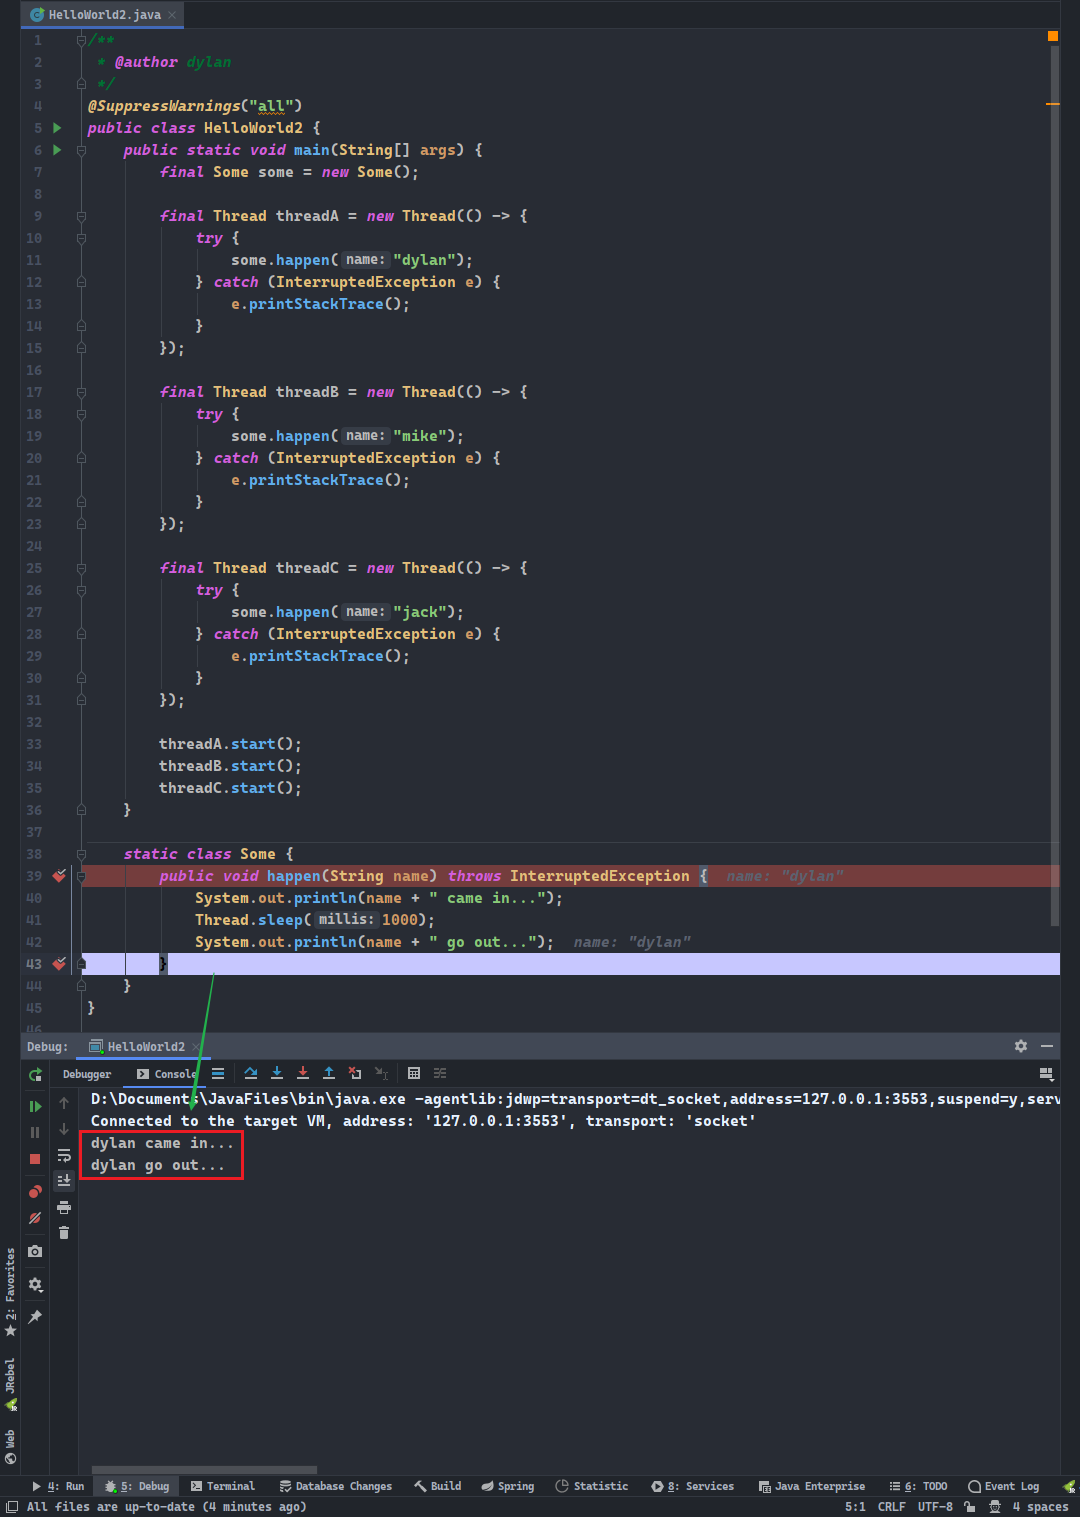 HelloWorld2.java
1 /**
2 * @author dylan
3 */
4 @SuppressWarnings("all")
5 public class HelloWorld2 {
6 public static void main(String[] args) {
7 final Some some = new Some();
8
9 final Thread threadA = new Thread(() -> {
10 try {
11 some.happen( name: "dylan");
12 } catch (InterruptedException e) {
13 e.printStackTrace();
14 }
15 });
16
17 final Thread threadB = new Thread(() -> {
18 try {
19 some.happen( name: "mike");
20 } catch (InterruptedException e) {
21 e.printStackTrace();
22 }
23 });
24
25 final Thread threadC = new Thread(() -> {
26 try {
27 some.happen( name: "jack");
28 } catch (InterruptedException e) {
29 e.printStackTrace();
30 }
31 });
32
33 threadA.start();
34 threadB.start();
35 threadC.start();
36 }
37
38 static class Some {
39 public void happen(String name) throws InterruptedException { name: "dylan"
40 System.out.println(name + " came in...");
41 Thread.sleep( millis: 1000);
42 System.out.println(name + " go out..."); name: "dylan"
43 }
44 }
45 }
46
Debug: HelloWorld2
Debugger Console
D:\Documents\JavaFiles\bin\java.exe -agentlib:jdwp=transport=dt_socket,address=127.0.0.1:3553,suspend=y,serv
Connected to the target VM, address: '127.0.0.1:3553', transport: 'socket'
dylan came in...
dylan go out...
2: Favorites
JRebel
Web
4: Run 5: Debug Terminal Database Changes Build Spring Statistic 8: Services Java Enterprise 6: TODO Event Log
All files are up-to-date (4 minutes ago) 5:1 CRLF UTF-8 4 spaces